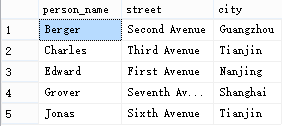 person_name street city
1 Berger Second Avenue Guangzhou
2 Charles Third Avenue Tianjin
3 Edward First Avenue Nanjing
4 Grover Seventh Av... Shanghai
5 Jonas Sixth Avenue Tianjin